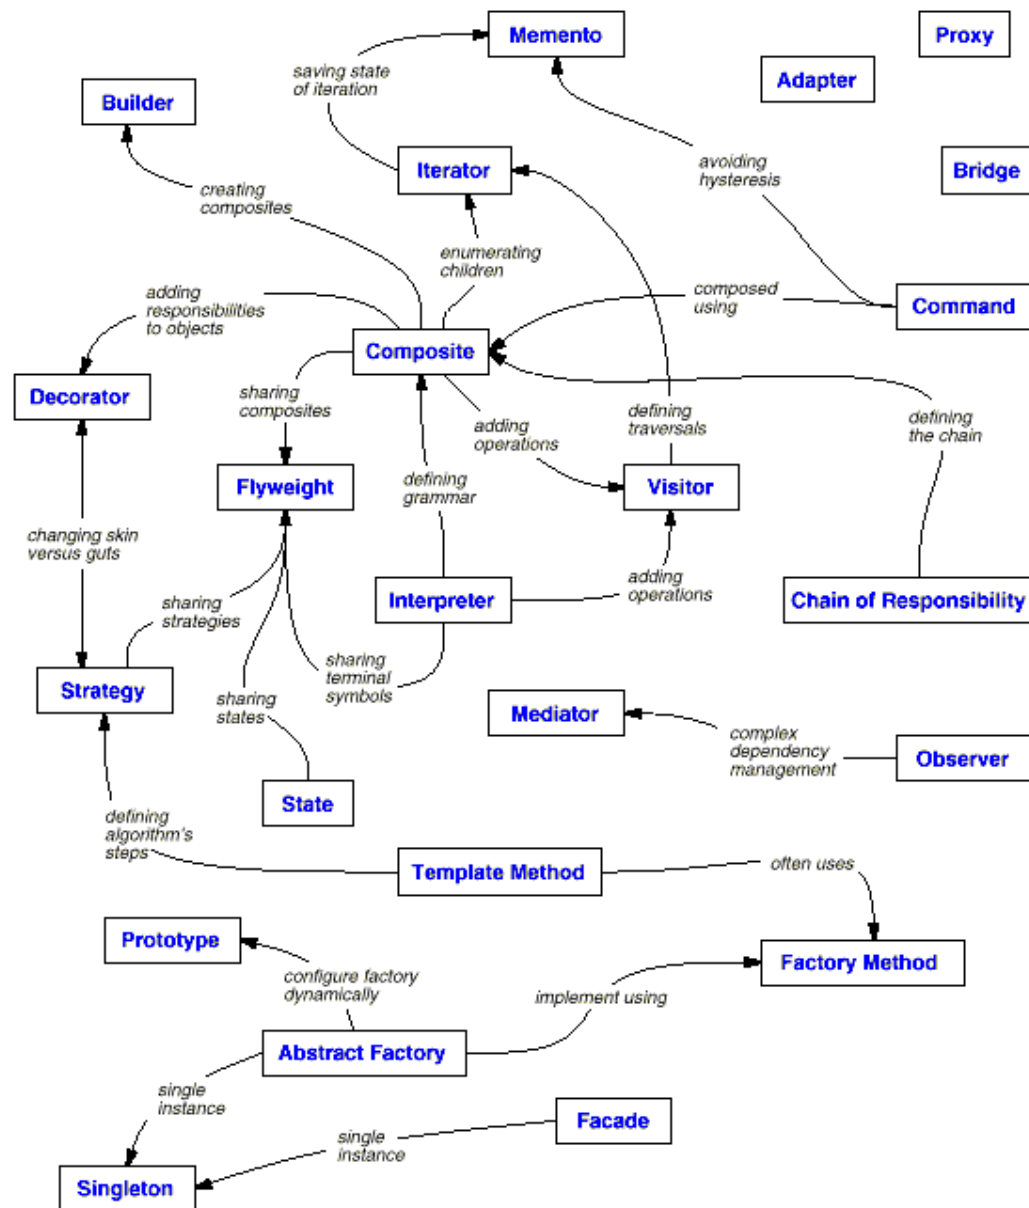 Memento
Proxy
Adapter
saving state
of iteration
Builder
Iterator
avoiding
hysteresis
Bridge
creating
composites
enumerating
children
adding
responsibilities
to objects
composed
using
Command
Composite
Decorator
sharing
composites
adding
operations
defining
traversals
defining
the chain
Flyweight
defining
grammar
Visitor
changing skin
versus guts
sharing
strategies
Interpreter
adding
operations
Chain of Responsibility
Strategy
sharing
states
sharing
terminal
symbols
Mediator
complex
dependency
management
Observer
State
defining
algorithm's
steps
Template Method
often uses
Prototype
Factory Method
configure factory
dynamically
implement using
Abstract Factory
single
instance
Facade
single
instance
Singleton